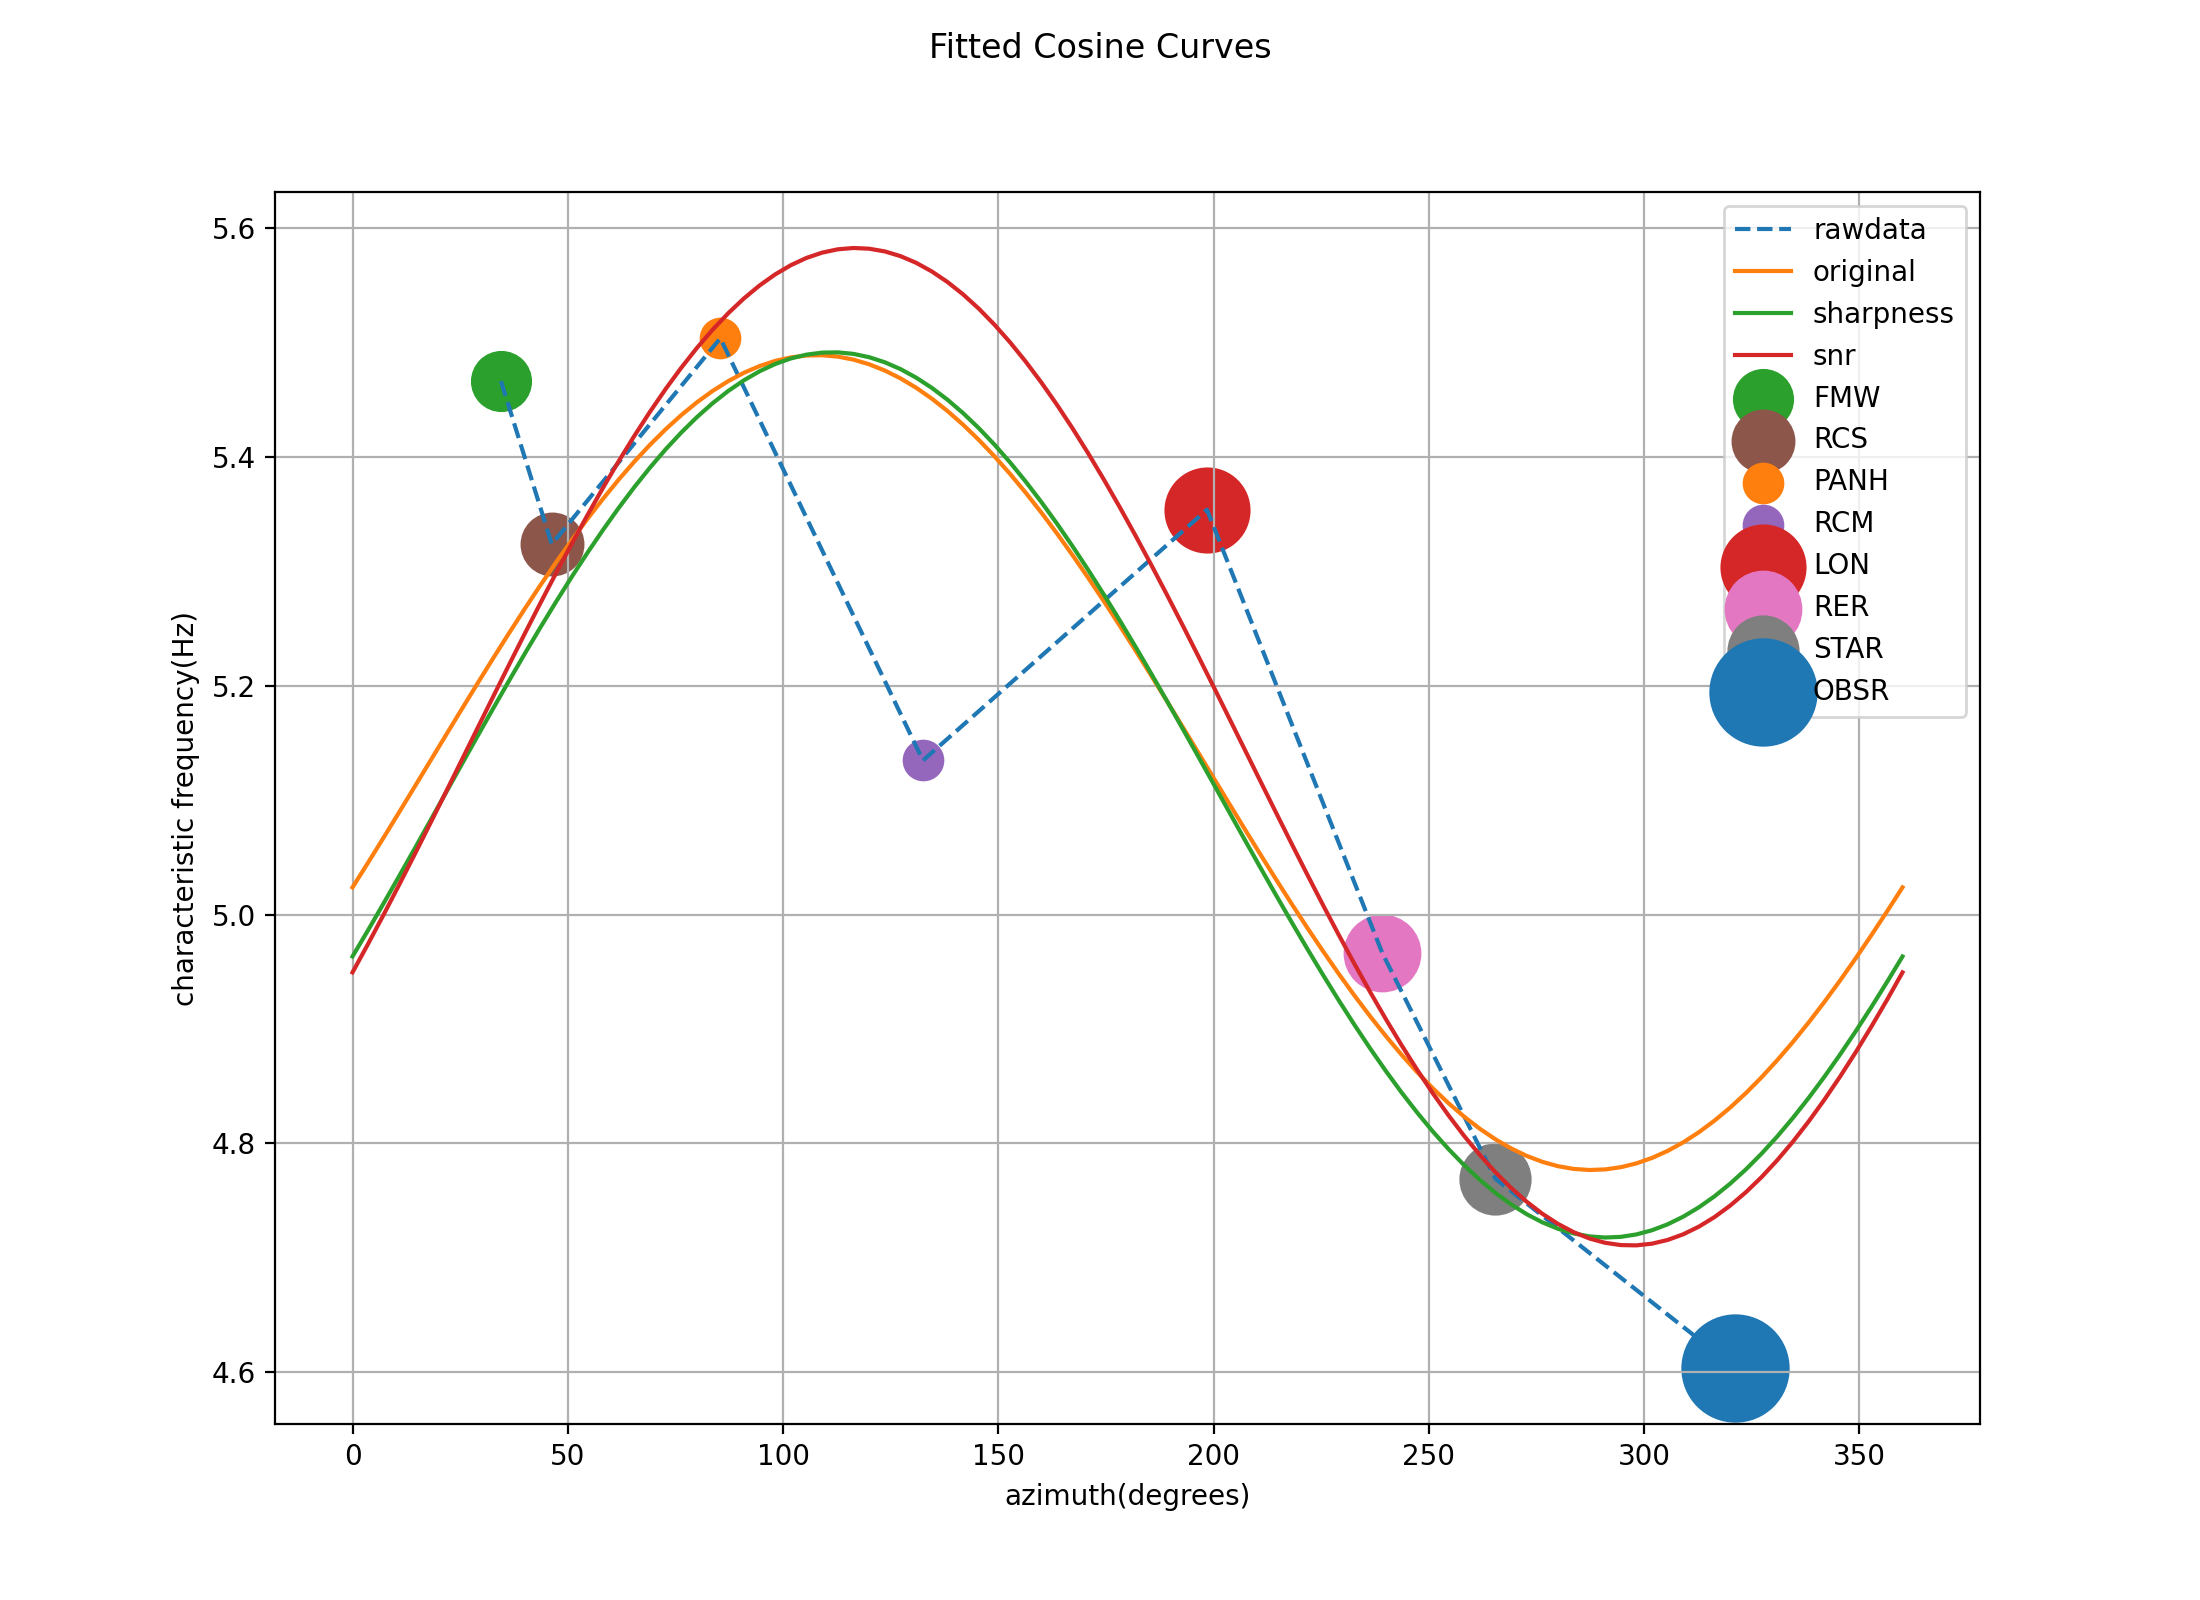 Fitted Cosine Curves
5.6
5.4
5.2
5.0
4.8
4.6
characteristic frequency(Hz)
0 50 100 150 200 250 300 350
azimuth(degrees)
rawdata
original
sharpness
snr
FMW
RCS
PANH
RCM
LON
RER
STAR
OBSR